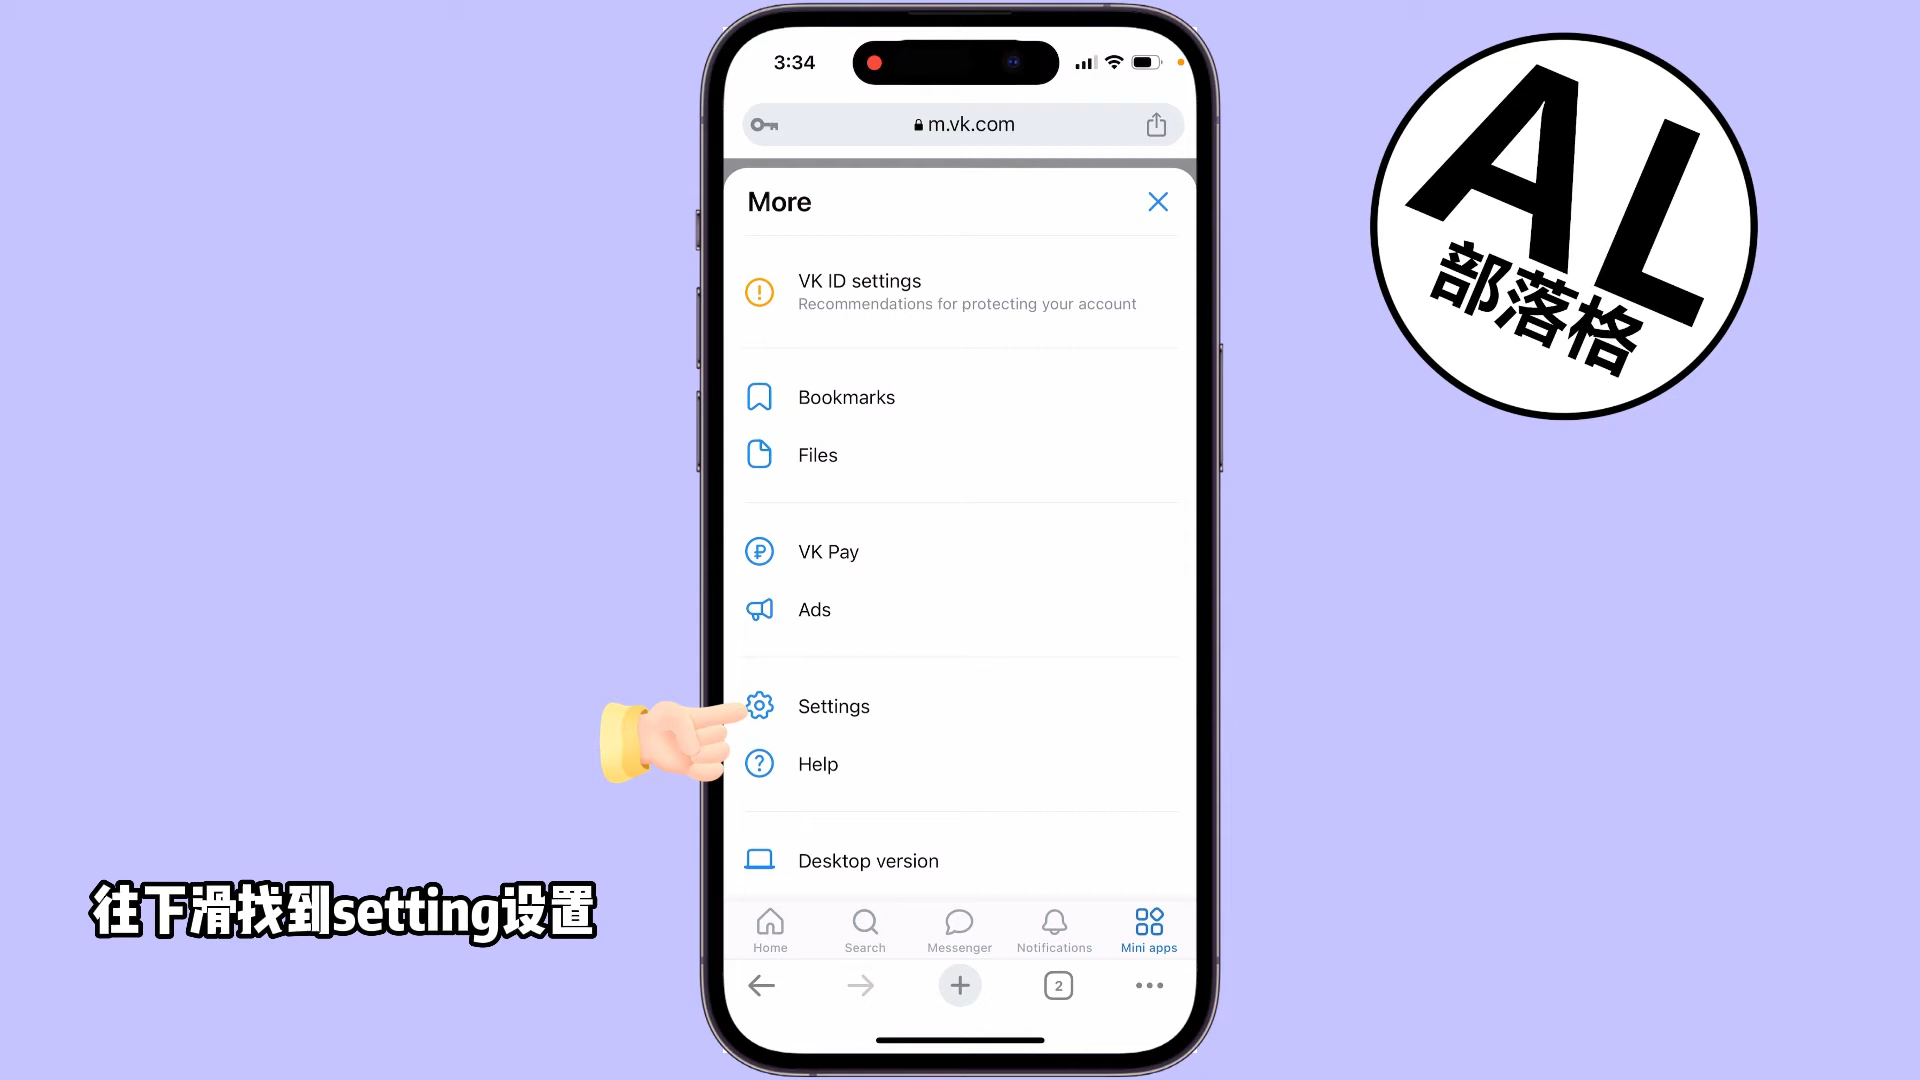 3:34
m.vk.com
More
VK ID settings
Recommendations for protecting your account
Bookmarks
Files
VK Pay
Ads
Settings
Help
Desktop version
Home Search Messenger Notifications Mini apps
2
AL
部落格
往下滑找到setting设置